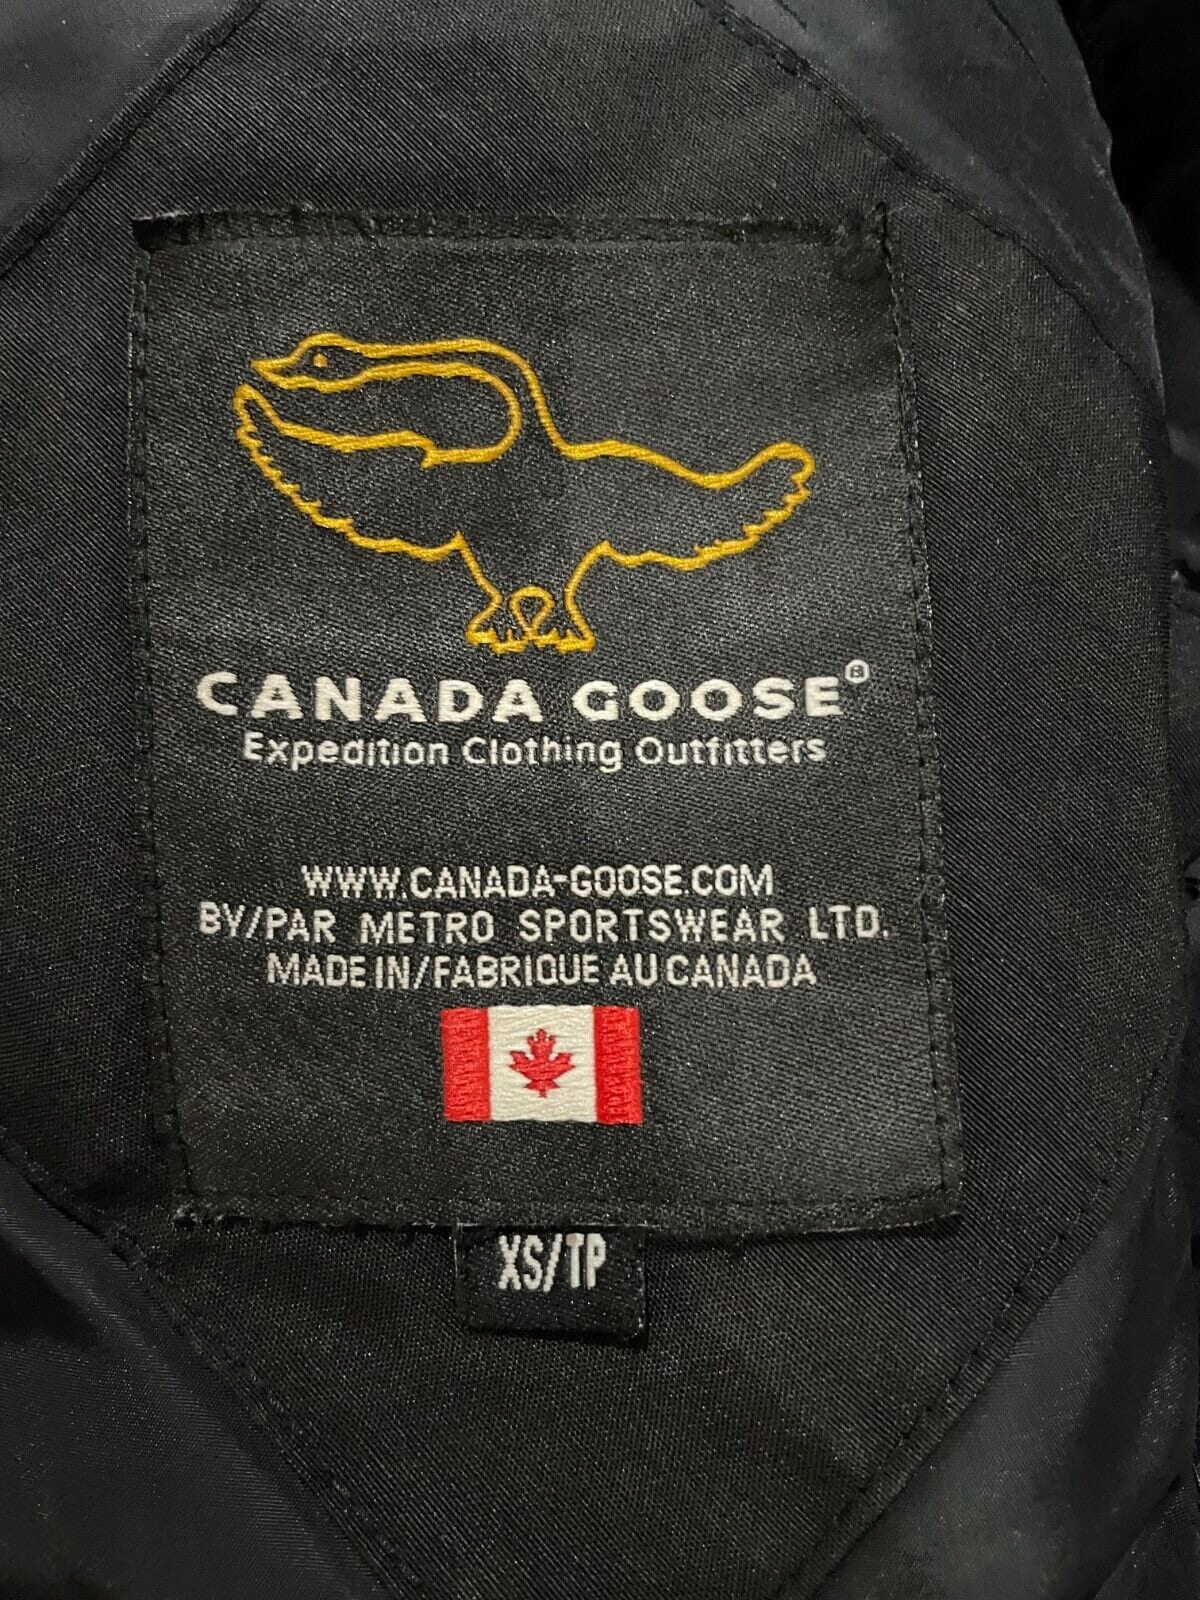 CANADA GOOSE®
Expedition Clothing Outfitters
WWW.CANADA-GOOSE.COM
BY/PAR METRO SPORTSWEAR LTD.
MADE IN/FABRIQUE AU CANADA
XS/TP